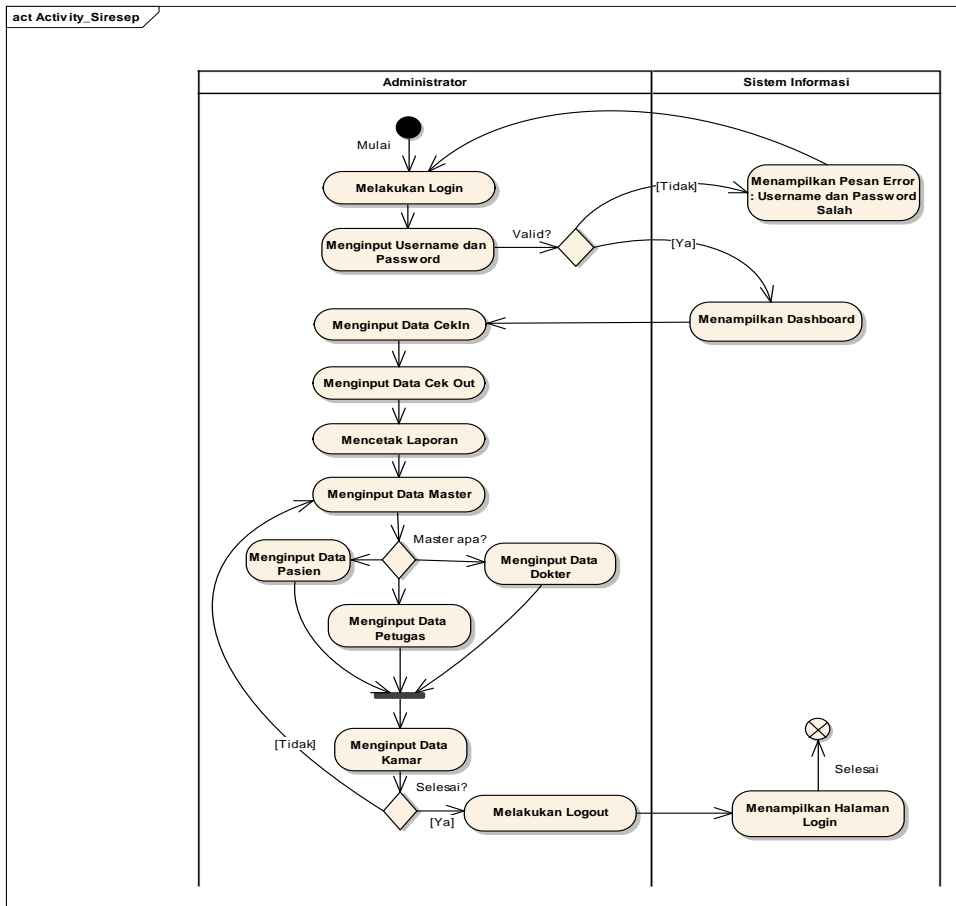 act Activity_Siresep
Administrator
Sistem Informasi
Mulai
Melakukan Login
Menginput Username dan
Password
Valid?
[Tidak]
Menampilkan Pesan Error
: Username dan Password
Salah
[Ya]
Menampilkan Dashboard
Menginput Data CekIn
Menginput Data Cek Out
Mencetak Laporan
Menginput Data Master
Master apa?
Menginput Data
Pasien
Menginput Data
Dokter
Menginput Data
Petugas
Menginput Data
Kamar
[Tidak]
Selesai?
[Ya]
Melakukan Logout
Menampilkan Halaman
Login
Selesai